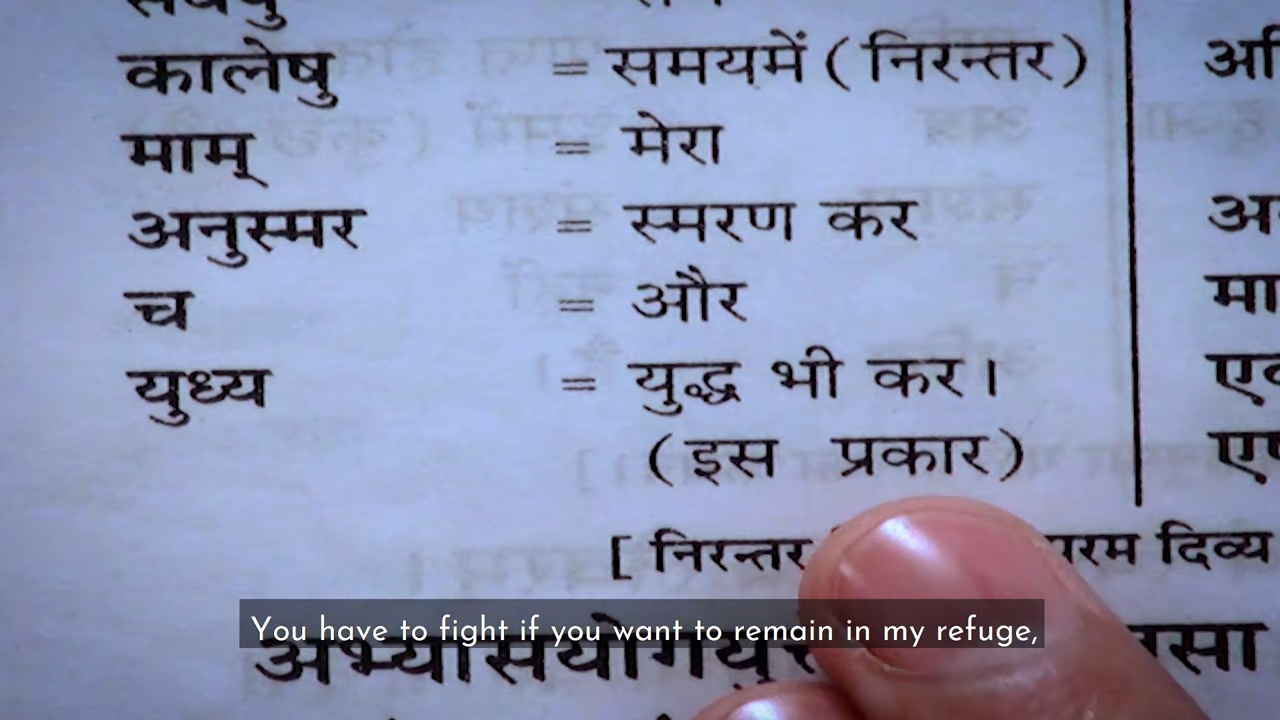 कालेषु = समयमें ( निरन्तर )
माम् = मेरा
अनुस्मर = स्मरण कर
च = और
युध्य = युद्ध भी कर।
(इस प्रकार)
[ निरन्तर दिव्य
You have to fight if you want to remain in my refuge,